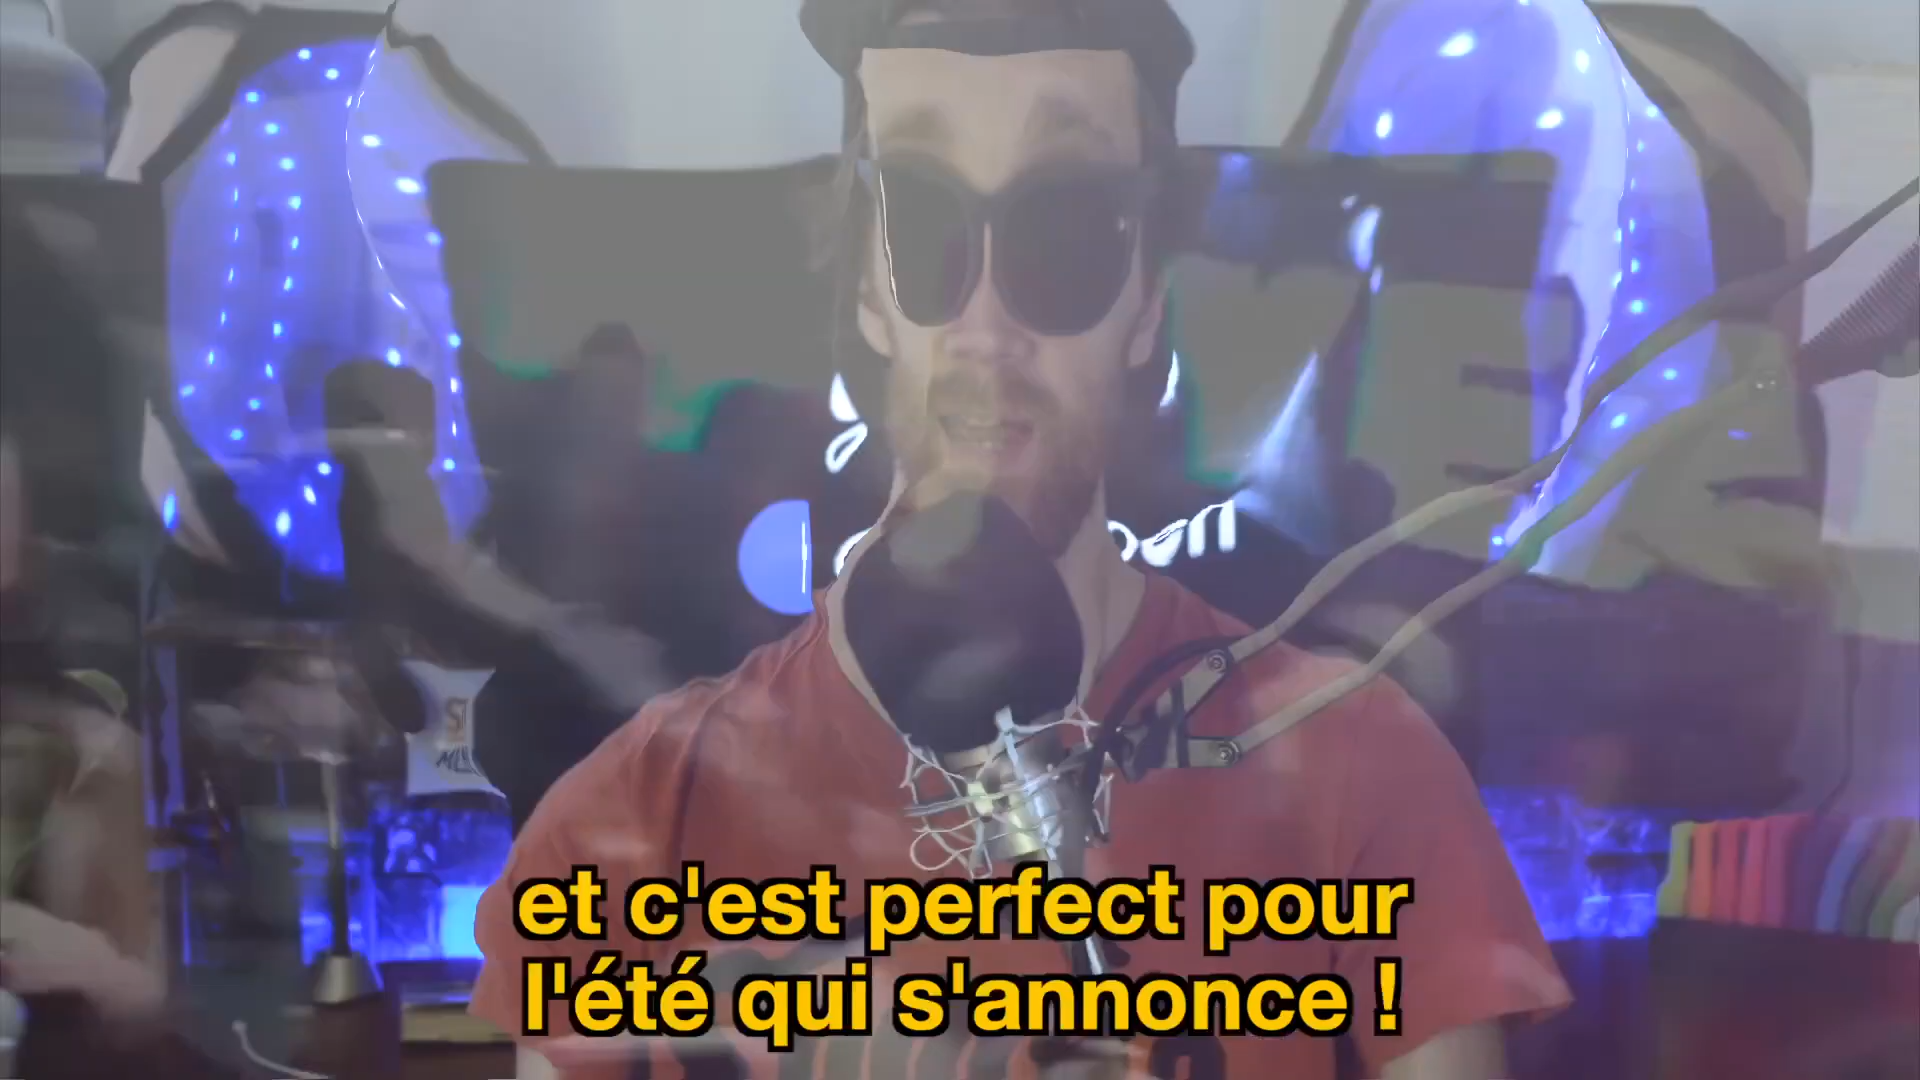 et c'est perfect pour
l'été qui s'annonce !